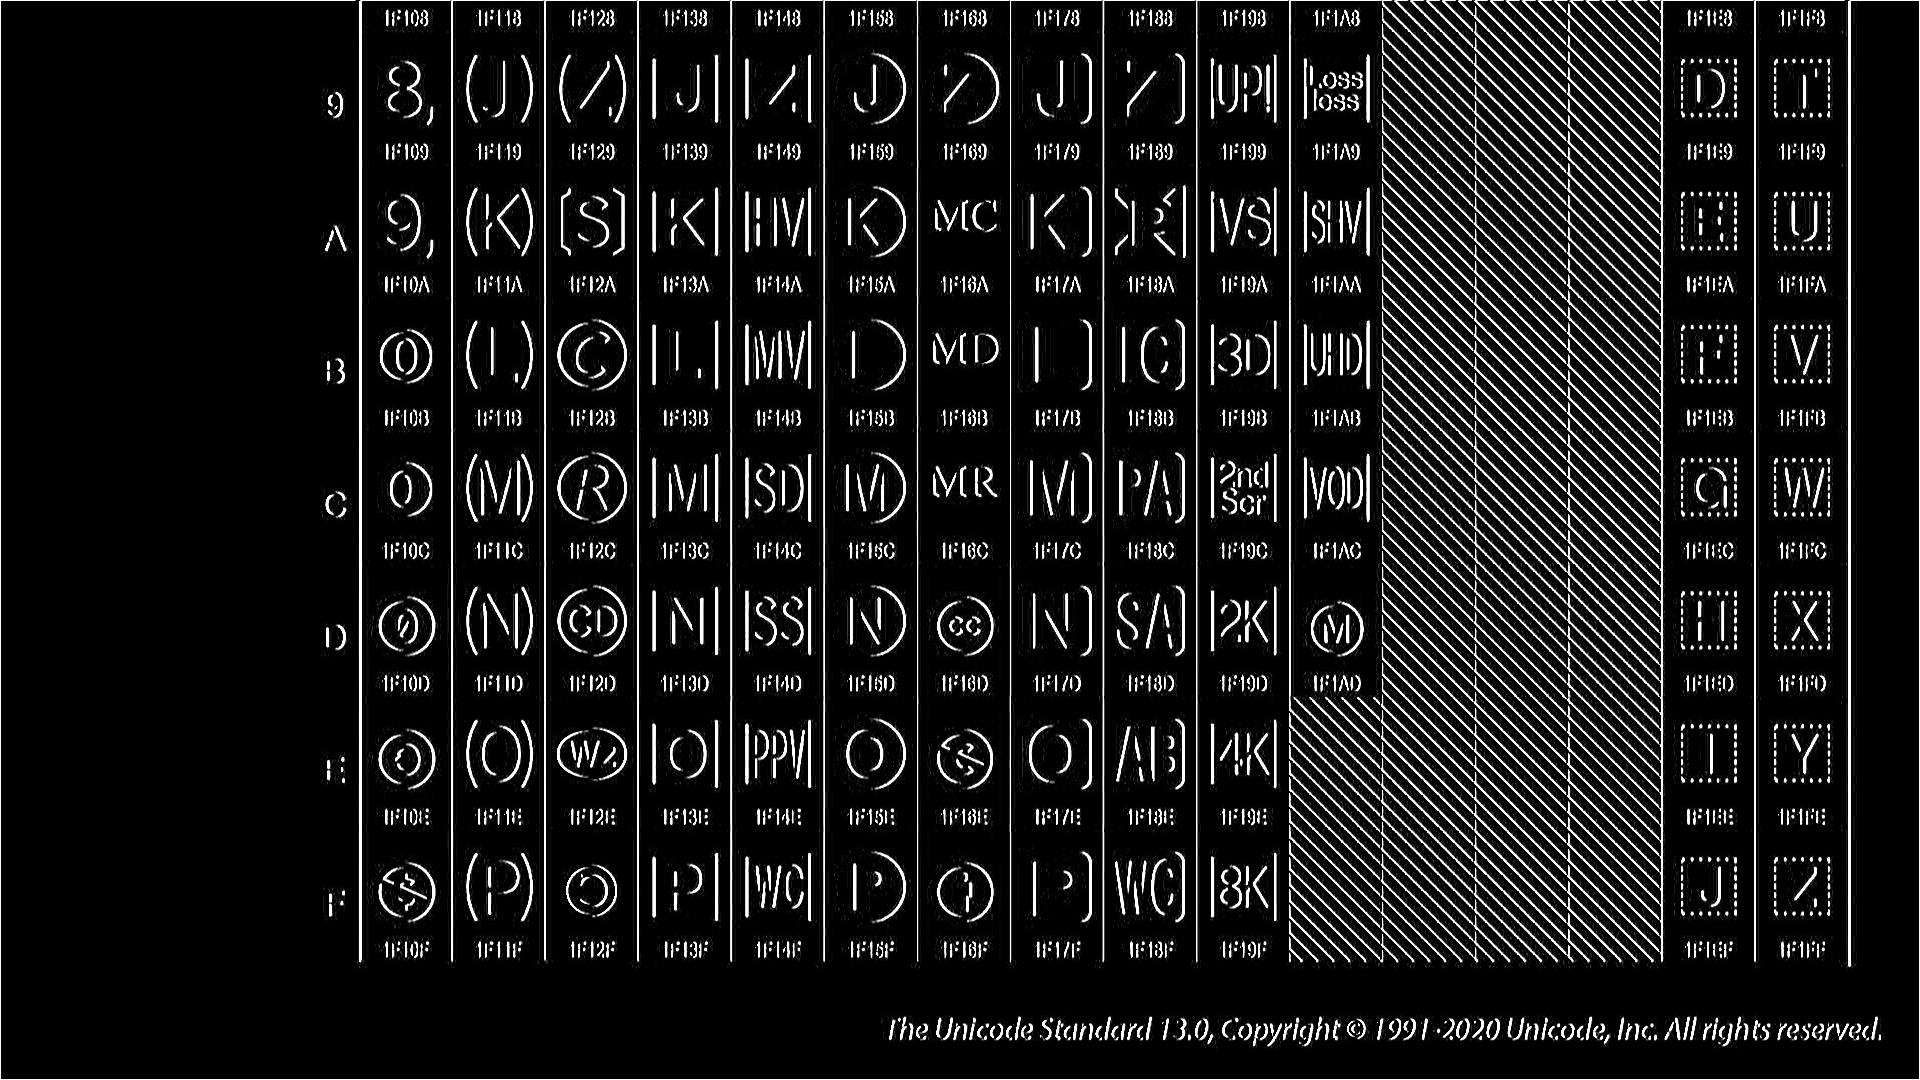 1F108 1F118 1F128 1F138 1F148 1F158 1F168 1F178 1F188 1F198 1F1A8 1F1E8 1F1F8
9 8, (J) (Z) J Z J Z J Z UP! Loss less D T
1F109 1F119 1F129 1F139 1F149 1F159 1F169 1F179 1F189 1F199 1F1A9 1F1E9 1F1F9
A 9, (K) [S] K HV K MC K R VS SHV E U
1F10A 1F11A 1F12A 1F13A 1F14A 1F15A 1F16A 1F17A 1F18A 1F19A 1F1AA 1F1EA 1F1FA
B 0 (L) C L MV L MD L IC 3D UHD F V
1F10B 1F11B 1F12B 1F13B 1F14B 1F15B 1F16B 1F17B 1F18B 1F19B 1F1AB 1F1EB 1F1FB
C 0 (M) R M SD M MR M PA 2nd Scr VOD G W
1F10C 1F11C 1F12C 1F13C 1F14C 1F15C 1F16C 1F17C 1F18C 1F19C 1F1AC 1F1EC 1F1FC
D 0 (N) CD N SS N cc N SA 2K M H X
1F10D 1F11D 1F12D 1F13D 1F14D 1F15D 1F16D 1F17D 1F18D 1F19D 1F1AD 1F1ED 1F1FD
E (O) WZ O PPV O $ O AB 4K I Y
1F10E 1F11E 1F12E 1F13E 1F14E 1F15E 1F16E 1F17E 1F18E 1F19E 1F1EE 1F1FE
F $ (P) P WC P P WC 8K J Z
1F10F 1F11F 1F12F 1F13F 1F14F 1F15F 1F16F 1F17F 1F18F 1F19F 1F1EF 1F1FF
The Unicode Standard 13.0, Copyright © 1991-2020 Unicode, Inc. All rights reserved.